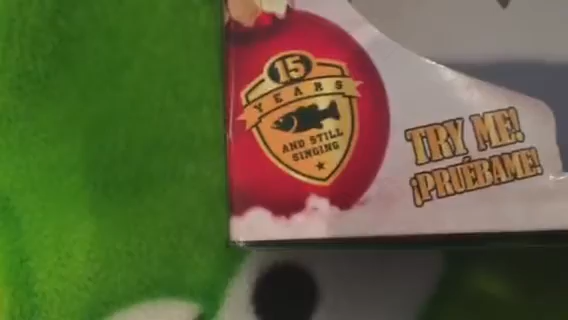 15
YEARS
AND STILL
SINGING
TRY ME!
¡PRUÉBAME!